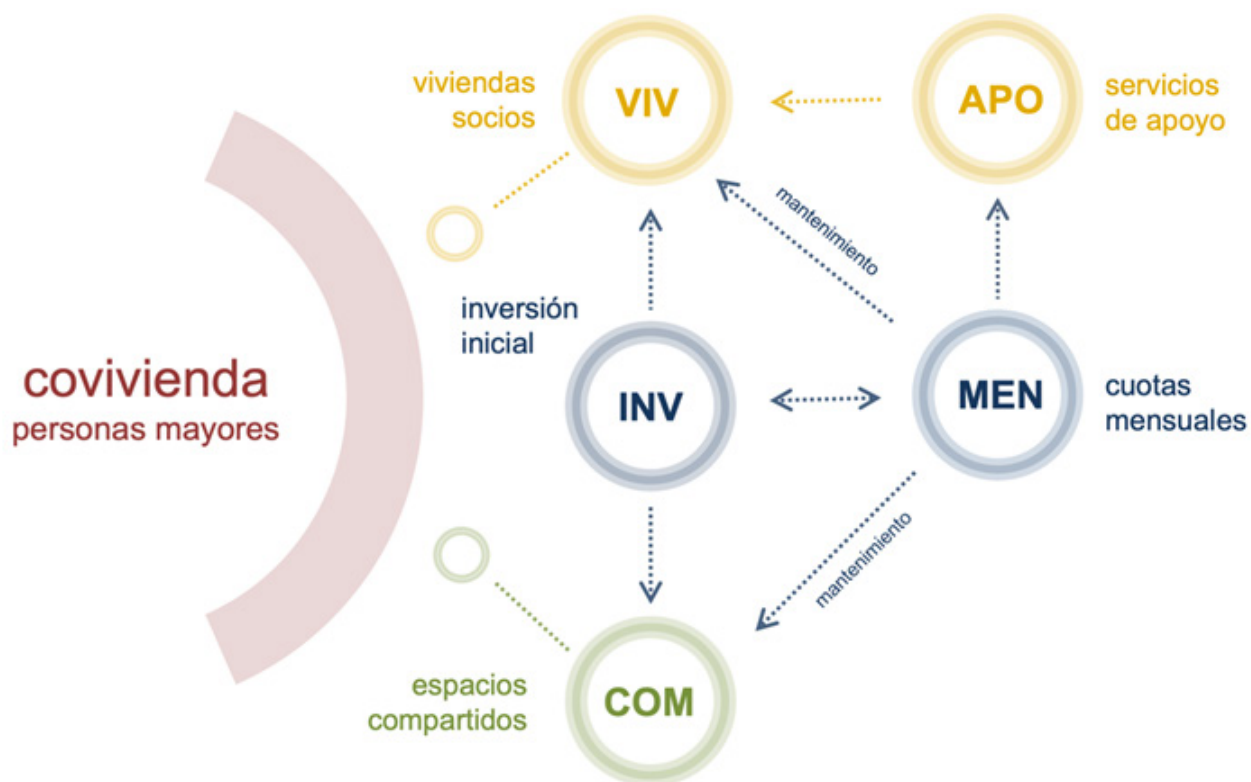 viviendas
socios
VIV
APO
servicios
de apoyo
mantenimiento
inversión
inicial
covivienda
personas mayores
INV
MEN
cuotas
mensuales
mantenimiento
espacios
compartidos
COM